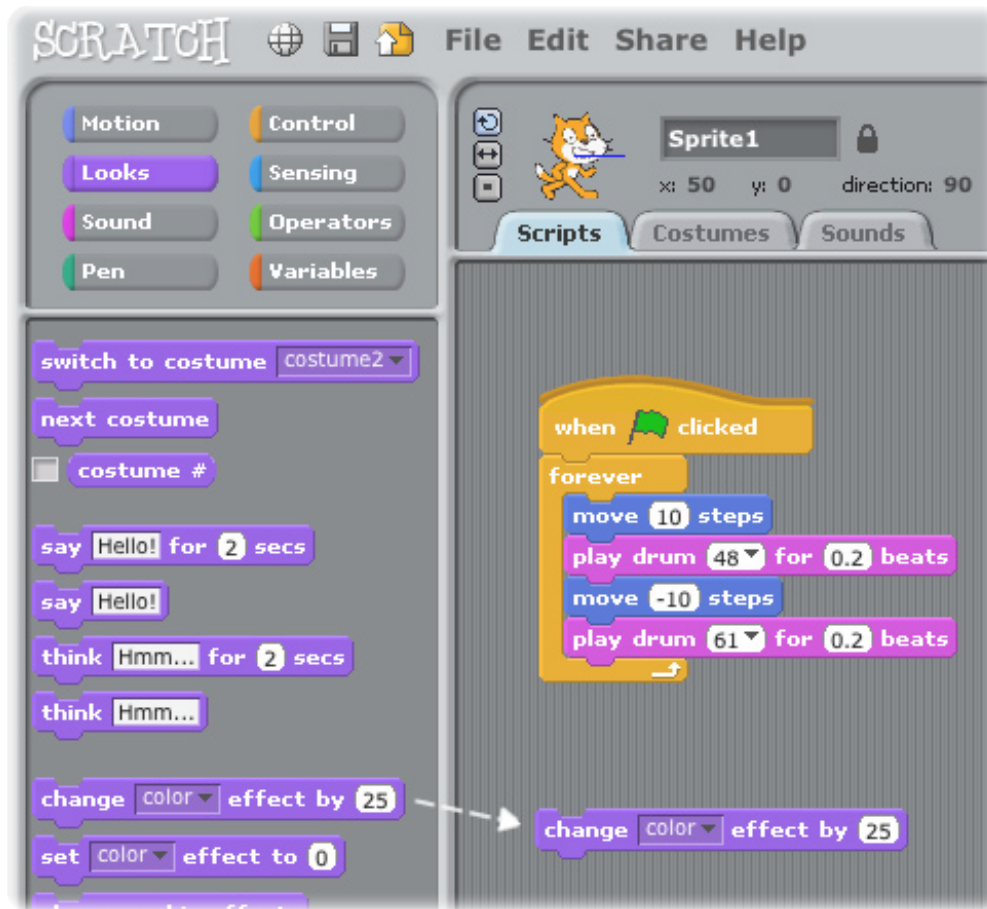 SCRATCH File Edit Share Help
Motion Control
Looks Sensing
Sound Operators
Pen Variables
Sprite1
x: 50 y: 0 direction: 90
Scripts Costumes Sounds
switch to costume costume2
next costume
costume #
say Hello! for 2 secs
say Hello!
think Hmm... for 2 secs
think Hmm...
change color effect by 25
set color effect to 0
when clicked
forever
move 10 steps
play drum 48 for 0.2 beats
move -10 steps
play drum 61 for 0.2 beats
change color effect by 25